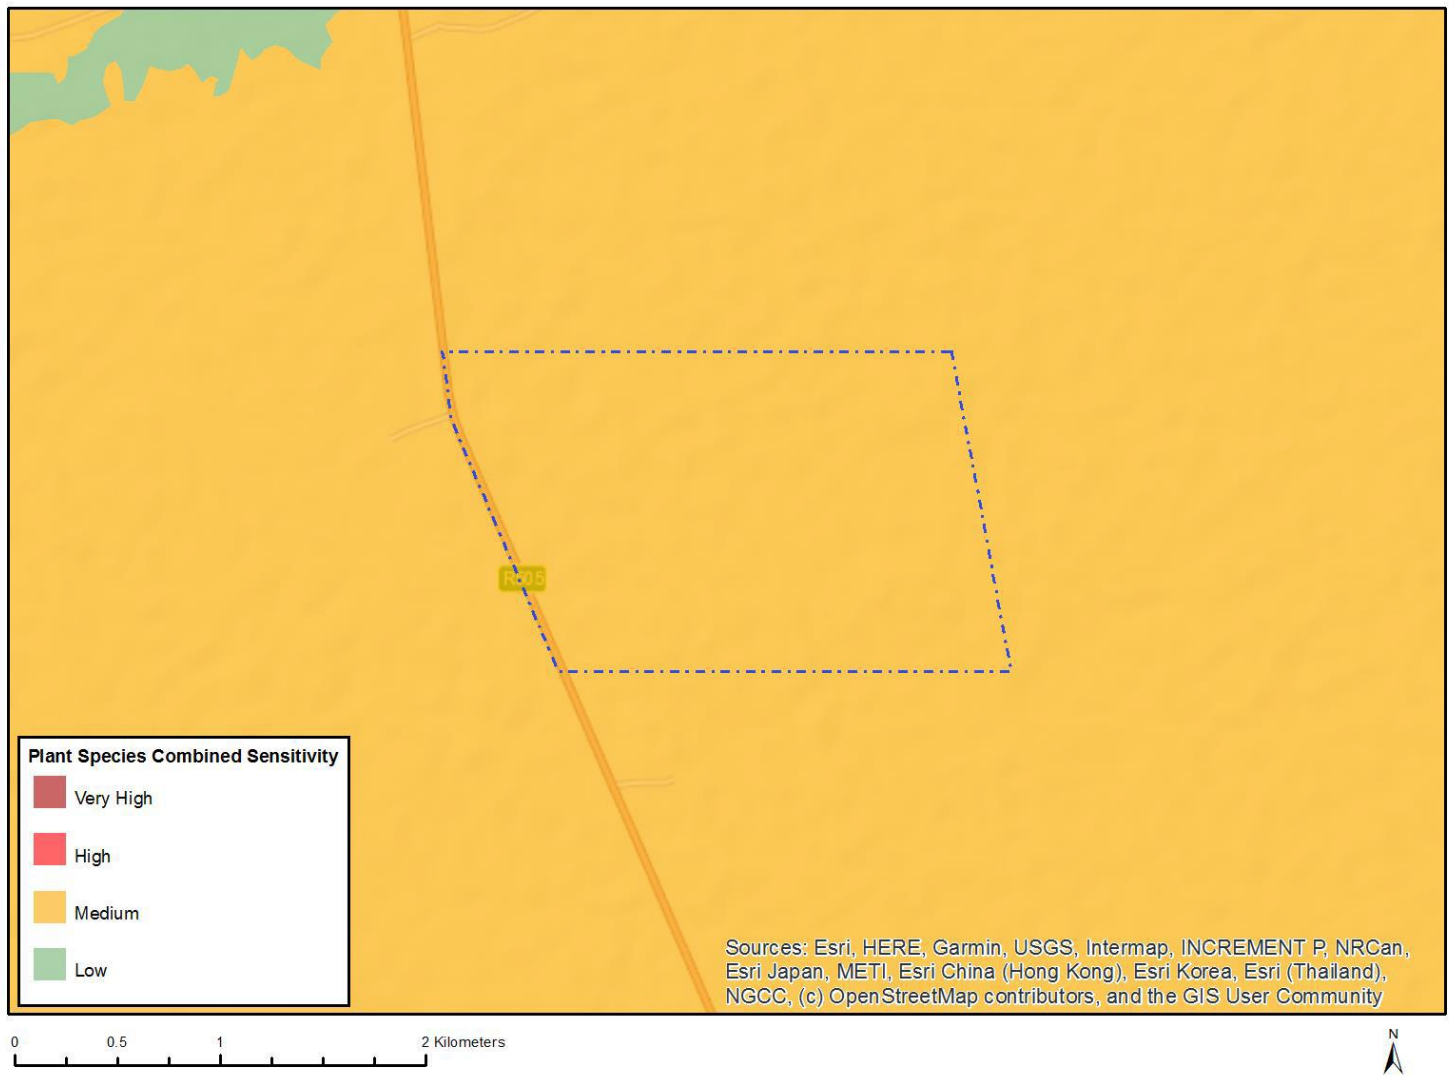 Plant Species Combined Sensitivity
Very High
High
Medium
Low
Sources: Esri, HERE, Garmin, USGS, Intermap, INCREMENT P, NRCan,
Esri Japan, METI, Esri China (Hong Kong), Esri Korea, Esri (Thailand),
NGCC, (c) OpenStreetMap contributors, and the GIS User Community
0 0.5 1 2 Kilometers
N